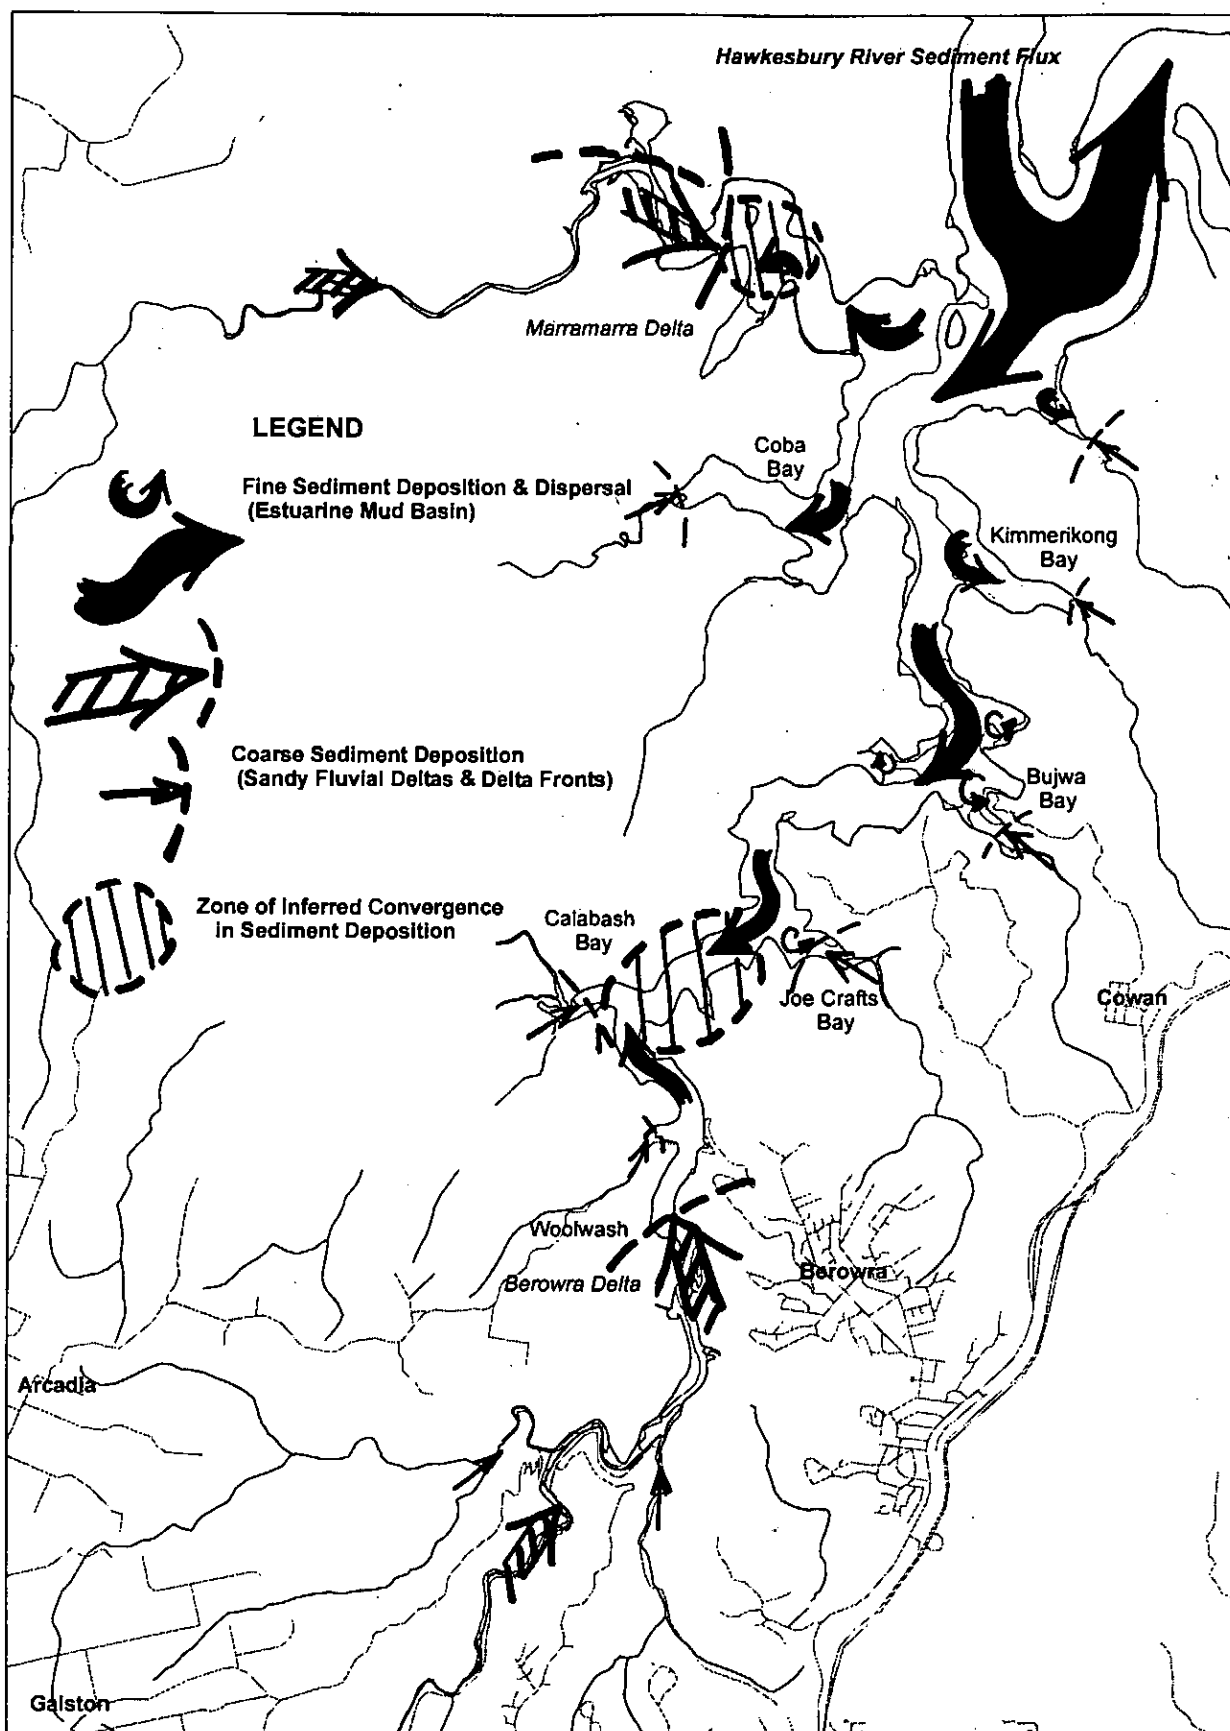 Hawkesbury River Sediment Flux
Marramarra Delta
LEGEND
Fine Sediment Deposition & Dispersal
(Estuarine Mud Basin)
Coarse Sediment Deposition
(Sandy Fluvial Deltas & Delta Fronts)
Zone of Inferred Convergence
in Sediment Deposition
Coba
Bay
Kimmerikong
Bay
Bujwa
Bay
Calabash
Bay
Joe Crafts
Bay
Cowan
Woolwash
Berowra Delta
Berowra
Arcadia
Galston